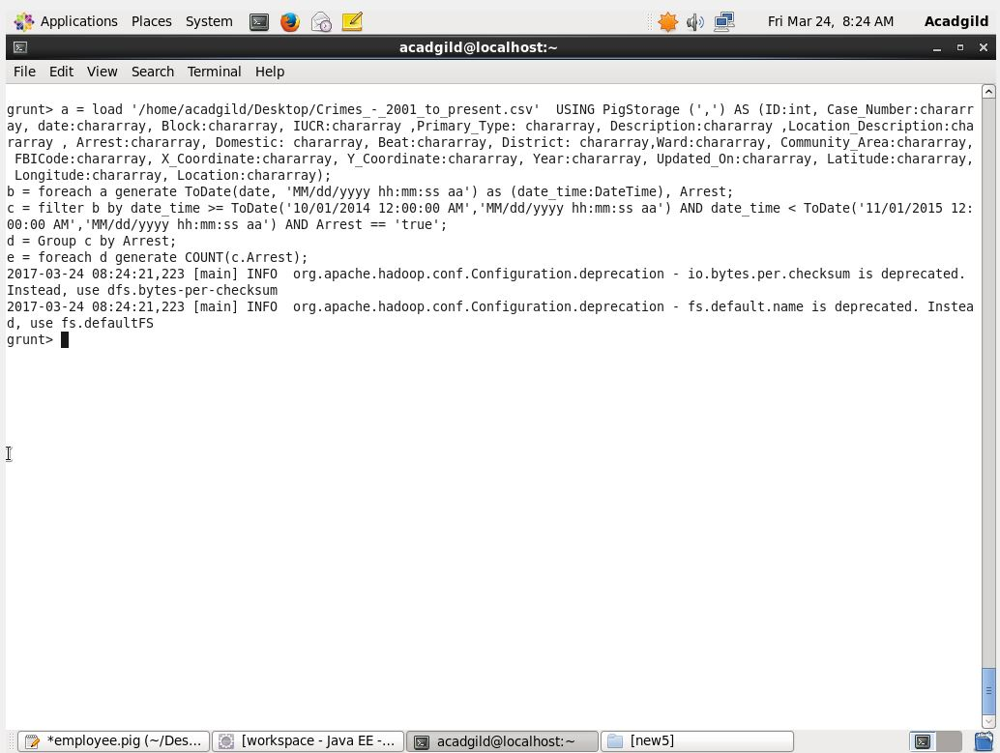 Applications Places System Fri Mar 24, 8:24 AM Acadgild
acadgild@localhost:~
File Edit View Search Terminal Help
grunt> a = load '/home/acadgild/Desktop/Crimes_-_2001_to_present.csv'  USING PigStorage (',') AS (ID:int, Case_Number:chararr
ay, date:chararray, Block:chararray, IUCR:chararray ,Primary_Type: chararray, Description:chararray ,Location_Description:cha
rarray , Arrest:chararray, Domestic: chararray, Beat:chararray, District: chararray,Ward:chararray, Community_Area:chararray,
 FBICode:chararray, X_Coordinate:chararray, Y_Coordinate:chararray, Year:chararray, Updated_On:chararray, Latitude:chararray,
 Longitude:chararray, Location:chararray);
b = foreach a generate ToDate(date, 'MM/dd/yyyy hh:mm:ss aa') as (date_time:DateTime), Arrest;
c = filter b by date_time >= ToDate('10/01/2014 12:00:00 AM','MM/dd/yyyy hh:mm:ss aa') AND date_time < ToDate('11/01/2015 12:
00:00 AM','MM/dd/yyyy hh:mm:ss aa') AND Arrest == 'true';
d = Group c by Arrest;
e = foreach d generate COUNT(c.Arrest);
2017-03-24 08:24:21,223 [main] INFO  org.apache.hadoop.conf.Configuration.deprecation - io.bytes.per.checksum is deprecated.
Instead, use dfs.bytes-per-checksum
2017-03-24 08:24:21,223 [main] INFO  org.apache.hadoop.conf.Configuration.deprecation - fs.default.name is deprecated. Instea
d, use fs.defaultFS
grunt>
*employee.pig (~/Des... [workspace - Java EE -... acadgild@localhost:~ [new5]